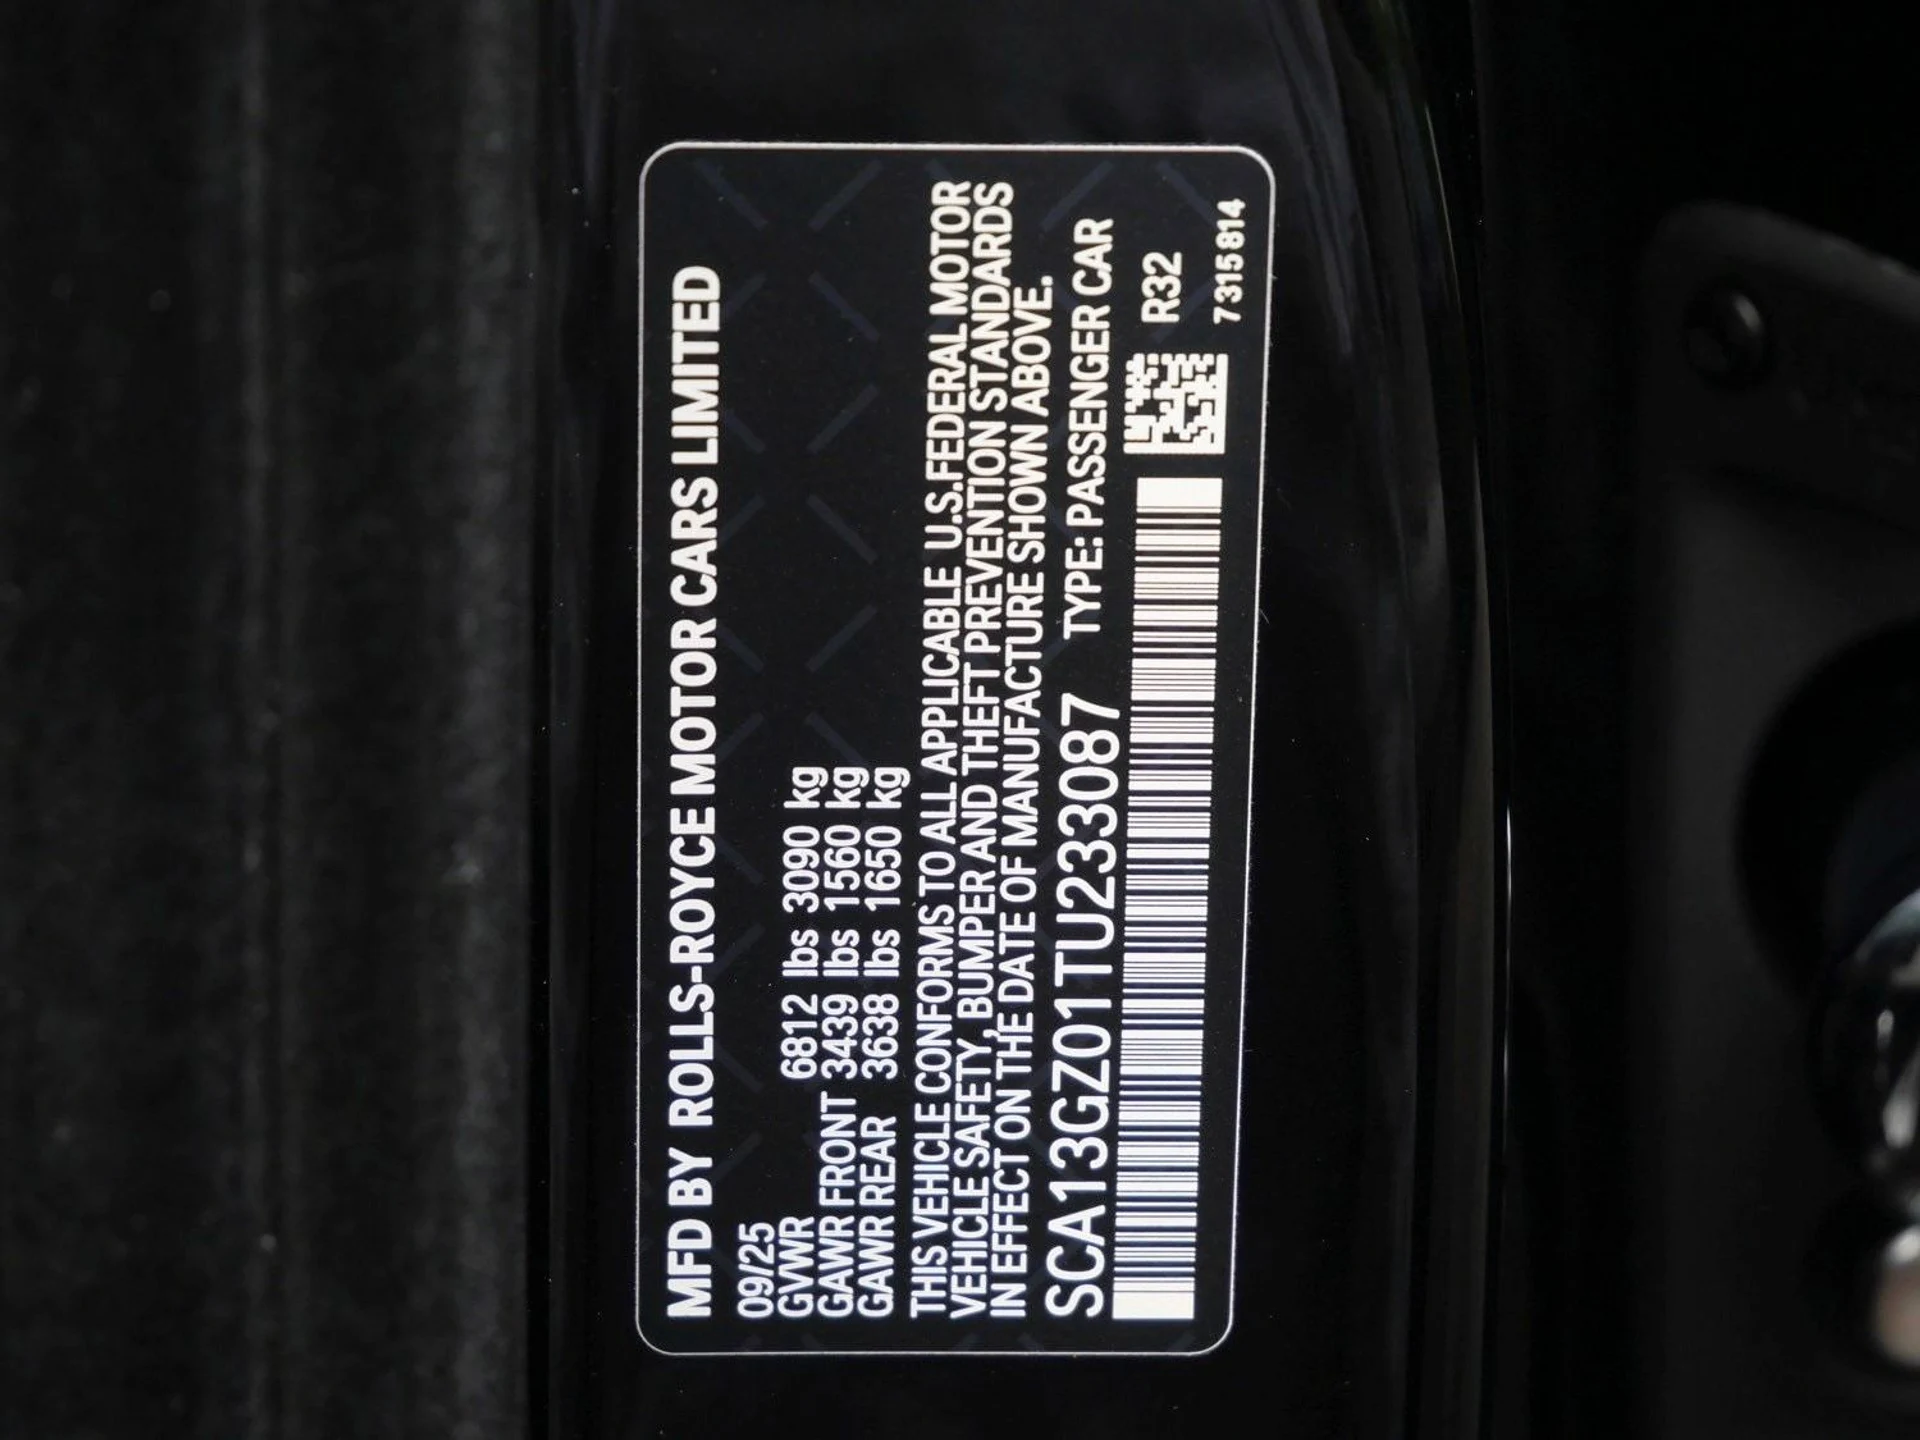 MFD BY ROLLS-ROYCE MOTOR CARS LIMITED
09/25
GVWR 6812 lbs 3090 kg
GAWR FRONT 3439 lbs 1560 kg
GAWR REAR 3638 lbs 1650 kg
THIS VEHICLE CONFORMS TO ALL APPLICABLE U.S.FEDERAL MOTOR
VEHICLE SAFETY, BUMPER AND THEFT PREVENTION STANDARDS
IN EFFECT ON THE DATE OF MANUFACTURE SHOWN ABOVE.
SCA13GZ01TU233087 TYPE: PASSENGER CAR
R32
7315814